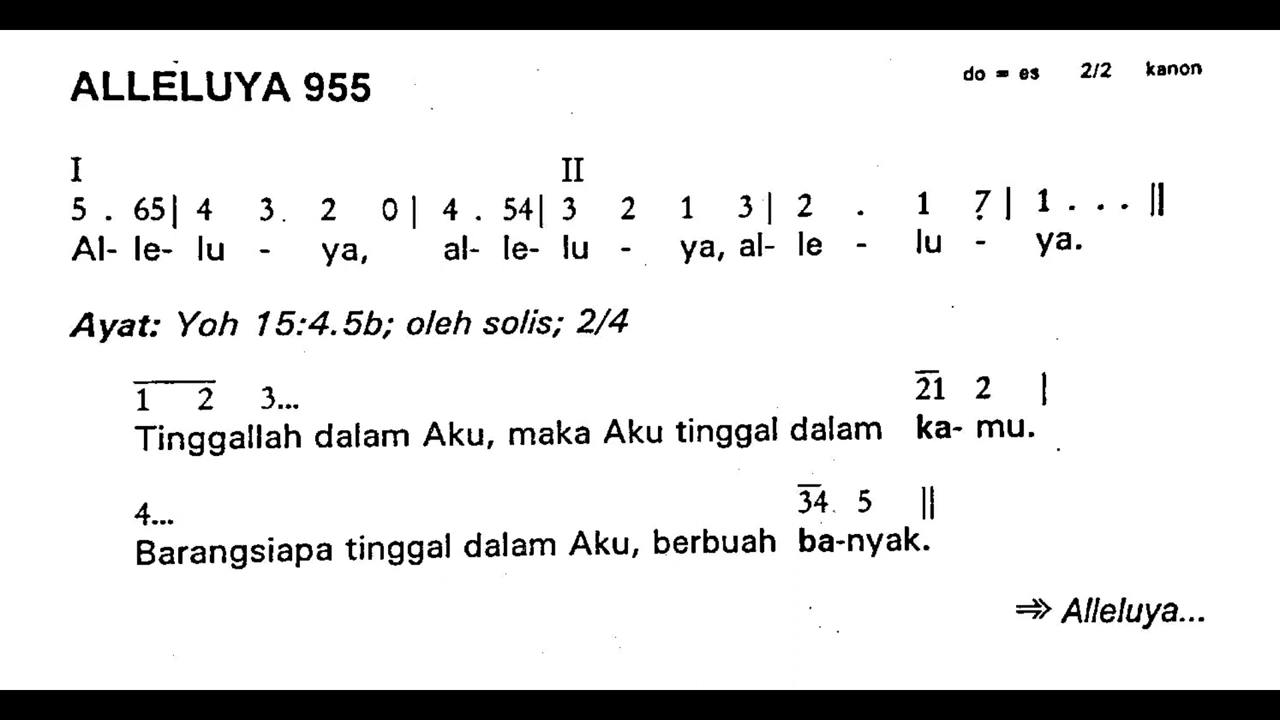 ALLELUYA 955 do = es 2/2 kanon
I II
5 . 65| 4 3. 2 0| 4 . 54| 3 2 1 3| 2 . 1 7̣ | 1 . . . ||
Al- le- lu - ya, al- le- lu - ya, al- le - lu - ya.
Ayat: Yoh 15:4.5b; oleh solis; 2/4
1 2 3... 21 2 |
Tinggallah dalam Aku, maka Aku tinggal dalam ka- mu.
4... 34. 5 ||
Barangsiapa tinggal dalam Aku, berbuah ba-nyak.
⇒ Alleluya...